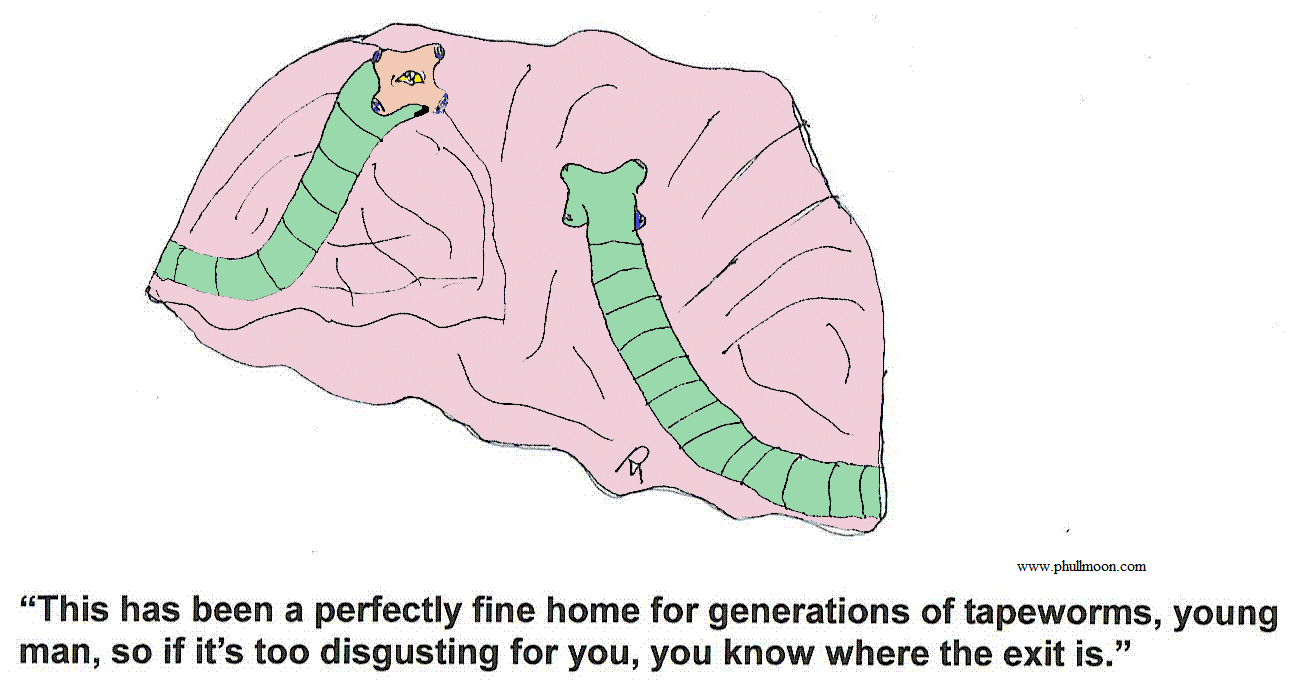 www.phullmoon.com
“This has been a perfectly fine home for generations of tapeworms, young
man, so if it’s too disgusting for you, you know where the exit is.”